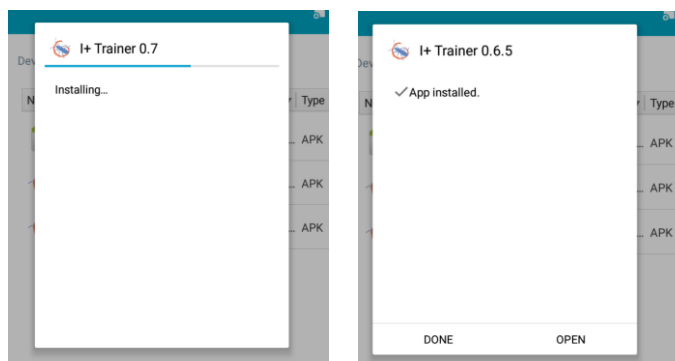 I+ Trainer 0.7
Dev
Installing...
N
Type
... APK
... APK
... APK
I+ Trainer 0.6.5
Dev
✓App installed.
N
Type
... APK
... APK
... APK
DONE
OPEN